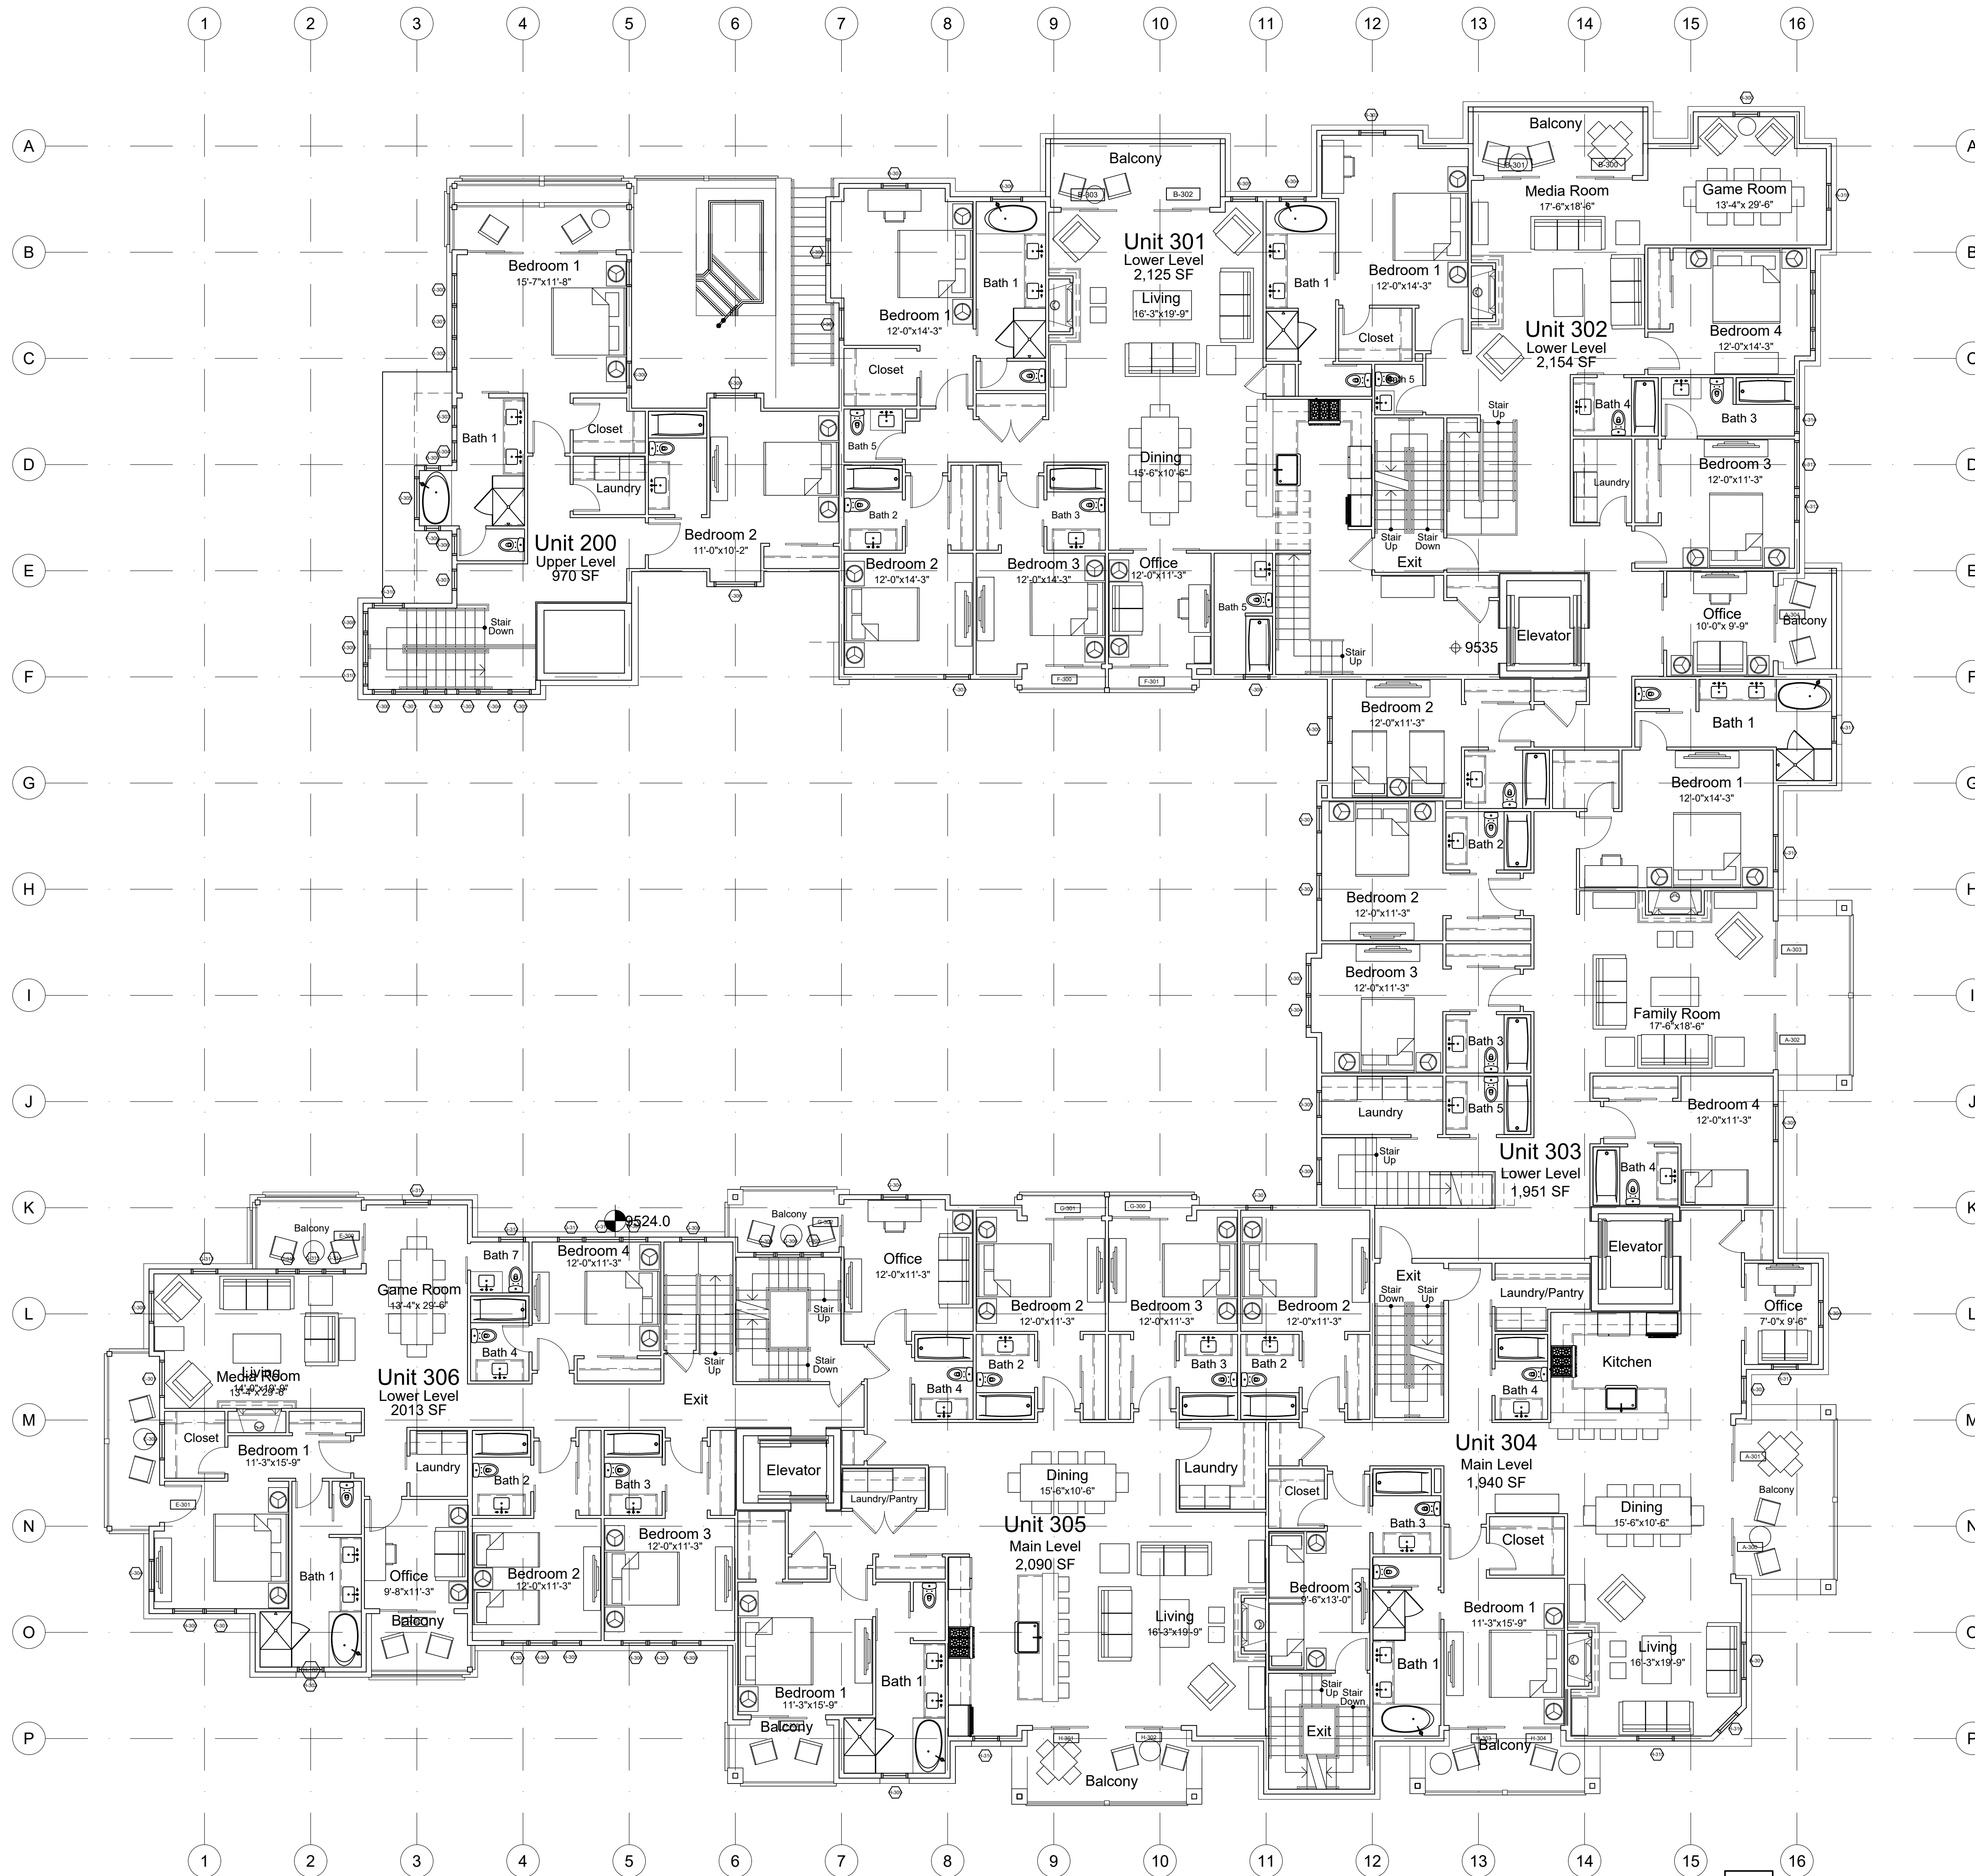 1 2 3 4 5 6 7 8 9 10 11 12 13 14 15 16
A
B
C
D
E
F
G
H
I
J
K
L
M
N
O
P
Unit 200
Upper Level
970 SF
Bedroom 1
15'-7"x11'-8"
Bath 1
Closet
Laundry
Bedroom 2
11'-0"x10'-2"
Stair
Down
Unit 301
Lower Level
2,125 SF
Balcony
B-303
B-302
Living
16'-3"x19'-9"
Bedroom 1
12'-0"x14'-3"
Bath 1
Closet
Bath 5
Dining
15'-6"x10'-6"
Bath 2
Bath 3
Bedroom 2
12'-0"x14'-3"
Bedroom 3
12'-0"x14'-3"
Office
12'-0"x11'-3"
Bath 5
Stair
Up
F-300
F-301
Unit 302
Lower Level
2,154 SF
Balcony
B-301
B-300
Media Room
17'-6"x18'-6"
Game Room
13'-4"x 29'-6"
Bedroom 1
12'-0"x14'-3"
Bath 1
Closet
Bath 5
Bedroom 4
12'-0"x14'-3"
Bath 4
Bath 3
Stair
Up
Laundry
Bedroom 3
12'-0"x11'-3"
Stair
Up
Stair
Down
Exit
Elevator
9535
Office
10'-0"x 9'-9"
A-304
Balcony
Bedroom 2
12'-0"x11'-3"
Bath 1
Bedroom 1
12'-0"x14'-3"
Bath 2
Bedroom 2
12'-0"x11'-3"
Bedroom 3
12'-0"x11'-3"
Bath 3
A-303
Family Room
17'-6"x18'-6"
A-302
Laundry
Bath 5
Bedroom 4
12'-0"x11'-3"
Bath 4
Stair
Up
Unit 303
Lower Level
1,951 SF
Elevator
Unit 306
Lower Level
2013 SF
Balcony
Game Room
13'-4"x 29'-6"
Bath 7
Bedroom 4
12'-0"x11'-3"
9524.0
Bath 4
Media Room
Closet
Bedroom 1
11'-3"x15'-9"
E-301
Bath 1
Laundry
Office
9'-8"x11'-3"
Balcony
Bath 2
Bath 3
Bedroom 2
12'-0"x11'-3"
Bedroom 3
12'-0"x11'-3"
Stair
Up
Exit
Balcony
G-302
Stair
Up
Stair
Down
Elevator
Office
12'-0"x11'-3"
Bath 4
G-301
G-300
Bedroom 2
12'-0"x11'-3"
Bedroom 3
12'-0"x11'-3"
Bedroom 2
12'-0"x11'-3"
Bath 2
Bath 3
Bath 2
Laundry/Pantry
Unit 305
Main Level
2,090 SF
Dining
15'-6"x10'-6"
Laundry
Living
16'-3"x19'-9"
Bedroom 1
11'-3"x15'-9"
Bath 1
Balcony
H-301
H-302
Balcony
Exit
Stair
Down
Stair
Up
Laundry/Pantry
Bath 4
Kitchen
Office
7'-0"x 9'-6"
Unit 304
Main Level
1,940 SF
Closet
Bath 3
Bedroom 3
9'-6"x13'-0"
Stair
Up
Stair
Down
Exit
Bath 1
Closet
Bedroom 1
11'-3"x15'-9"
Dining
15'-6"x10'-6"
A-301
Balcony
A-300
Living
16'-3"x19'-9"
H-304
Balcony
A
B
D
E
G
I
J
K
L
M
N
P
1 2 3 4 5 6 7 8 9 10 11 12 13 14 15 16